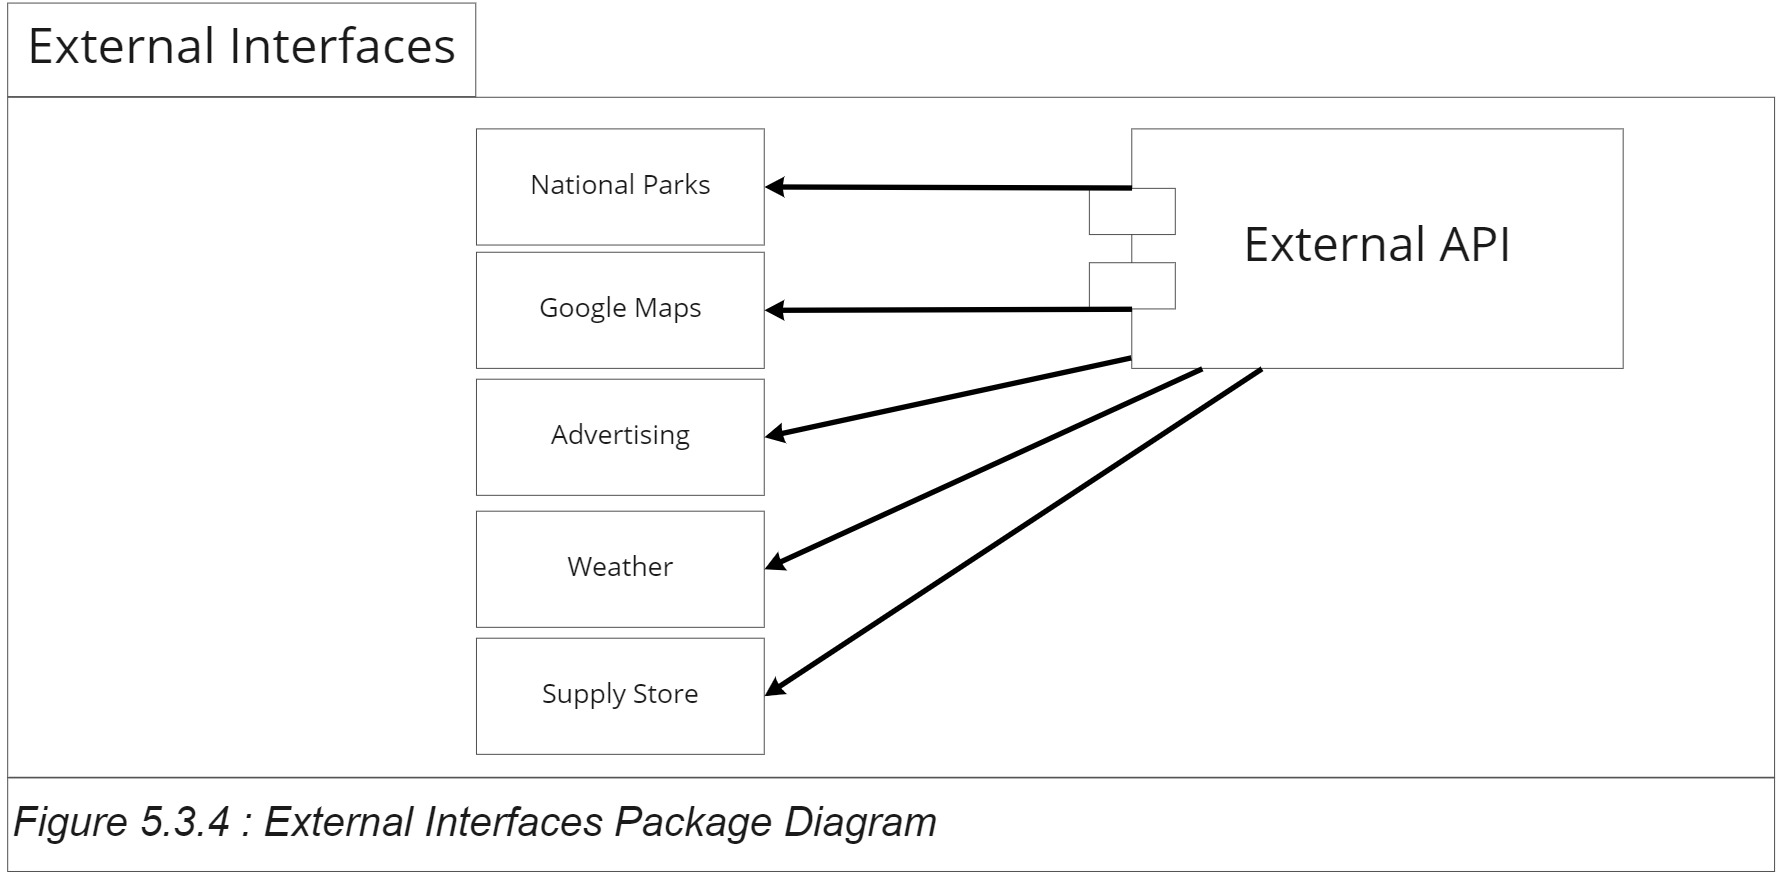 External Interfaces
National Parks
External API
Google Maps
Advertising
Weather
Supply Store
Figure 5.3.4 : External Interfaces Package Diagram